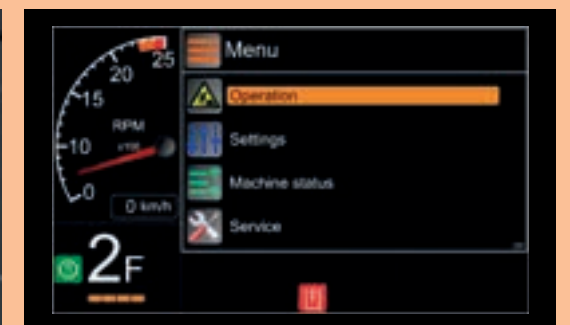 Menu
25
20
15
RPM
10
0
0 km/h
2F
Operation
Settings
Machine status
Service